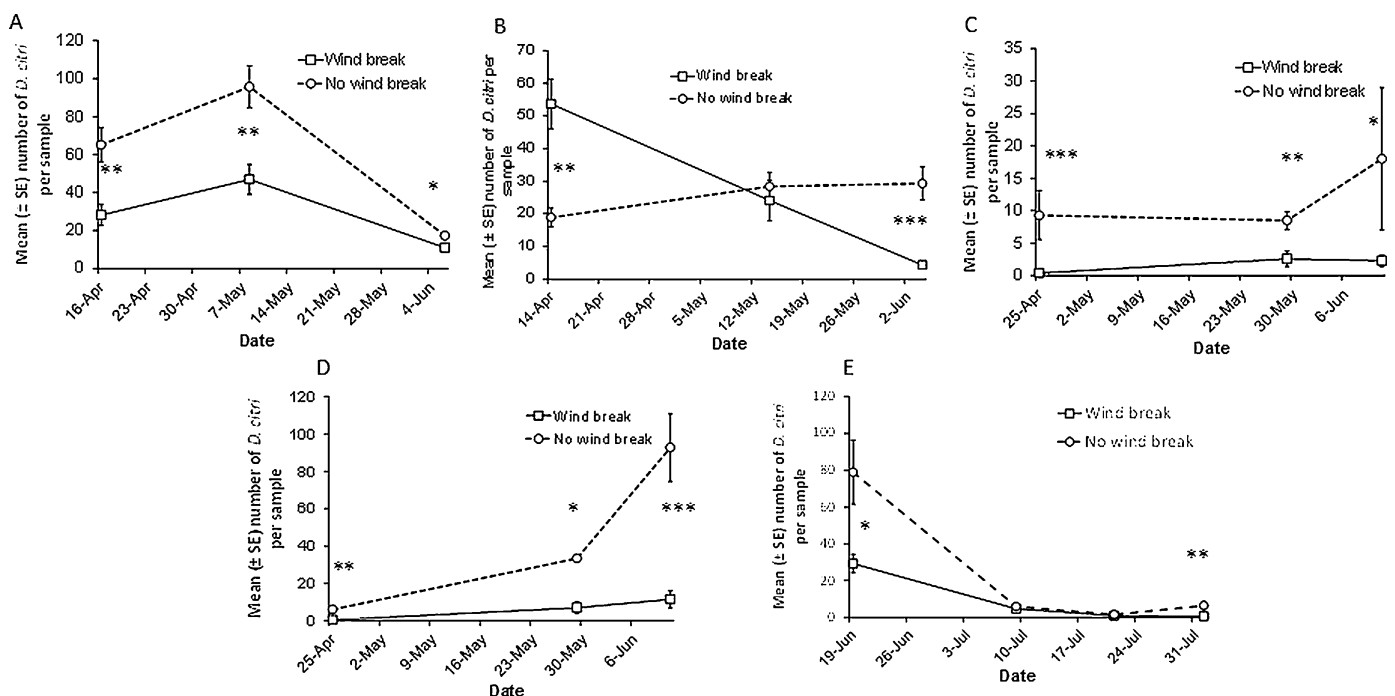 A
Mean (± SE) number of D. citri
per sample
120
100
80
60
40
20
0
Wind break
No wind break
**
**
*
16-Apr
23-Apr
30-Apr
7-May
14-May
21-May
28-May
4-Jun
Date
B
Mean (± SE) number of D. citri per
sample
70
60
50
40
30
20
10
0
Wind break
No wind break
**
***
14-Apr
21-Apr
28-Apr
5-May
12-May
19-May
26-May
2-Jun
Date
C
Mean (± SE) number of D. citri
per sample
35
30
25
20
15
10
5
0
Wind break
No wind break
***
**
*
25-Apr
2-May
9-May
16-May
23-May
30-May
6-Jun
Date
D
Mean (± SE) number of D. citri
per sample
120
100
80
60
40
20
0
Wind break
No wind break
**
*
***
25-Apr
2-May
9-May
16-May
23-May
30-May
6-Jun
Date
E
Mean (± SE) number of D. citri
per sample
120
100
80
60
40
20
0
Wind break
No wind break
*
**
19-Jun
26-Jun
3-Jul
10-Jul
17-Jul
24-Jul
31-Jul
Date